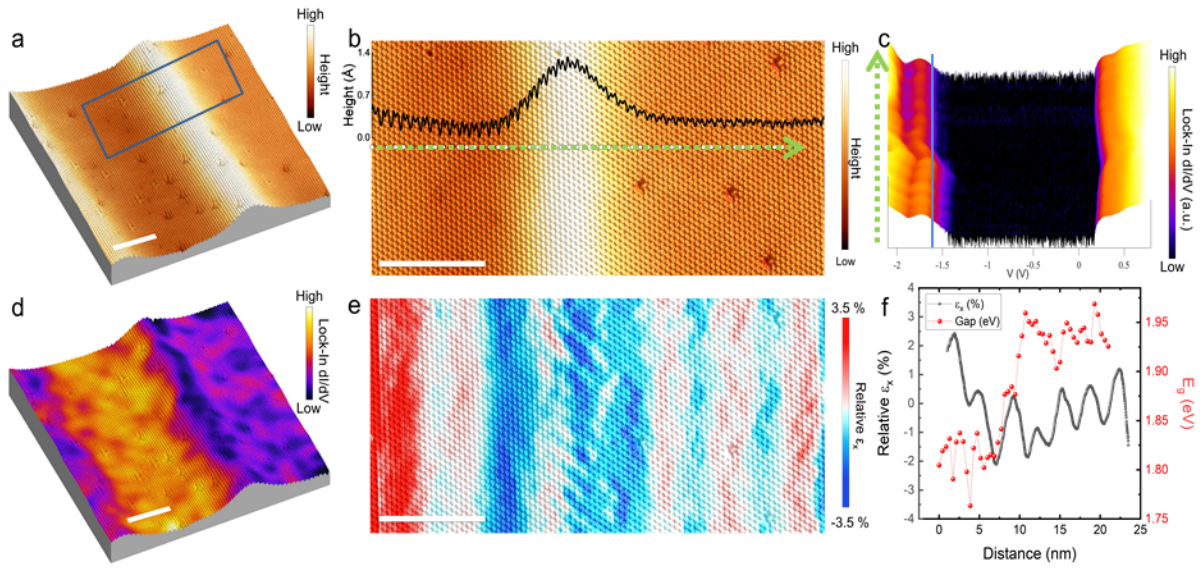 a
High
Height
Low
b
1.4
0.7
0.0
Height (Å)
High
Height
Low
c
-2
-1.5
-1
-0.5
0
0.5
V (V)
High
Lock-In dI/dV (a.u.)
Low
d
High
Lock-In dI/dV
Low
e
3.5 %
Relative εₓ
-3.5 %
f
εₓ (%)
Gap (eV)
4
3
2
1
0
-1
-2
-3
-4
Relative εₓ (%)
1.95
1.90
1.85
1.80
1.75
E_g (eV)
0
5
10
15
20
25
Distance (nm)